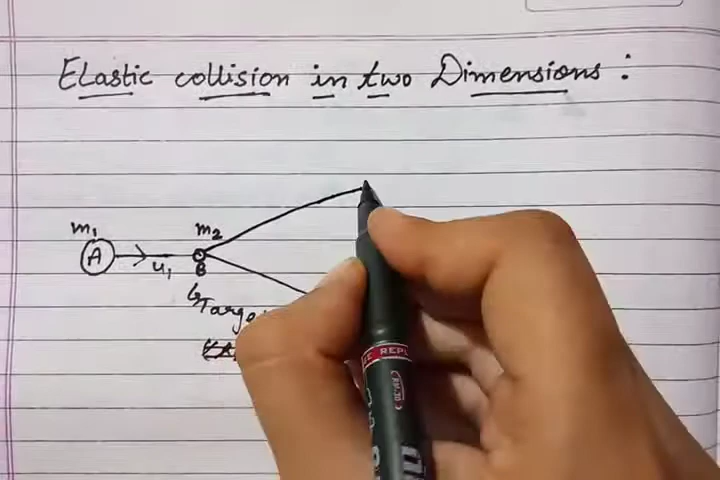 Elastic collision in two Dimensions :
m₁ m₂
A u₁
B